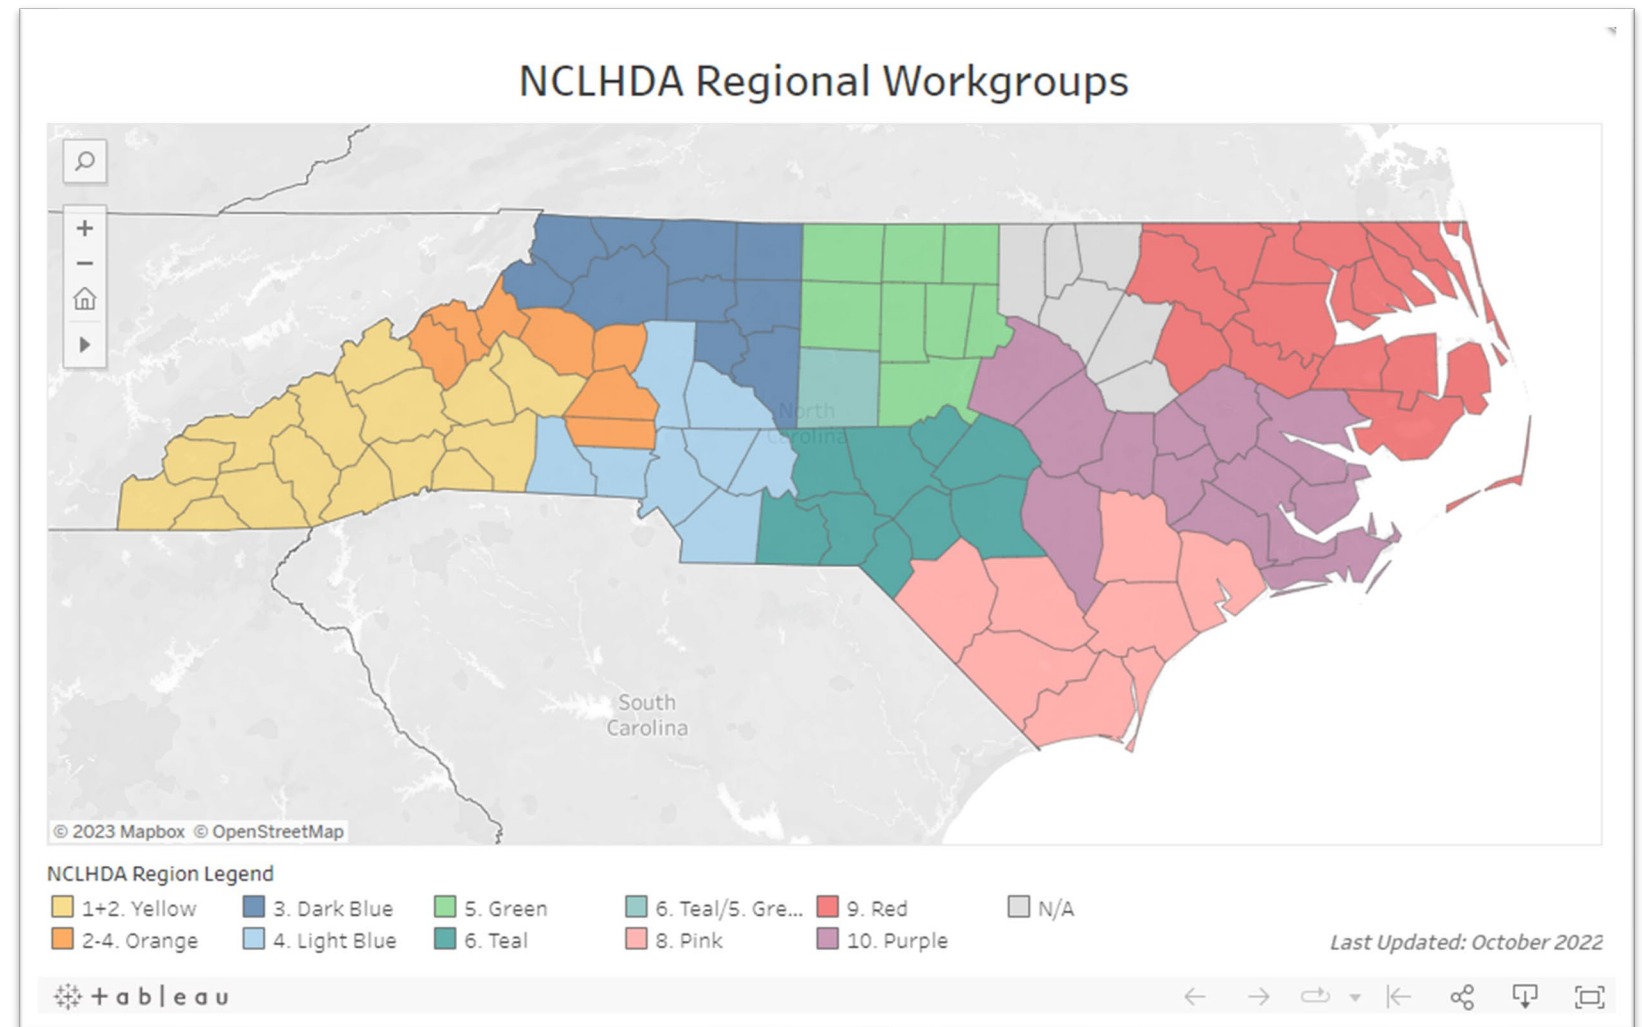 NCLHDA Regional Workgroups
North
Carolina
South
Carolina
© 2023 Mapbox © OpenStreetMap
NCLHDA Region Legend
1+2. Yellow
3. Dark Blue
5. Green
6. Teal/5. Gre...
9. Red
N/A
2-4. Orange
4. Light Blue
6. Teal
8. Pink
10. Purple
Last Updated: October 2022
+ableau